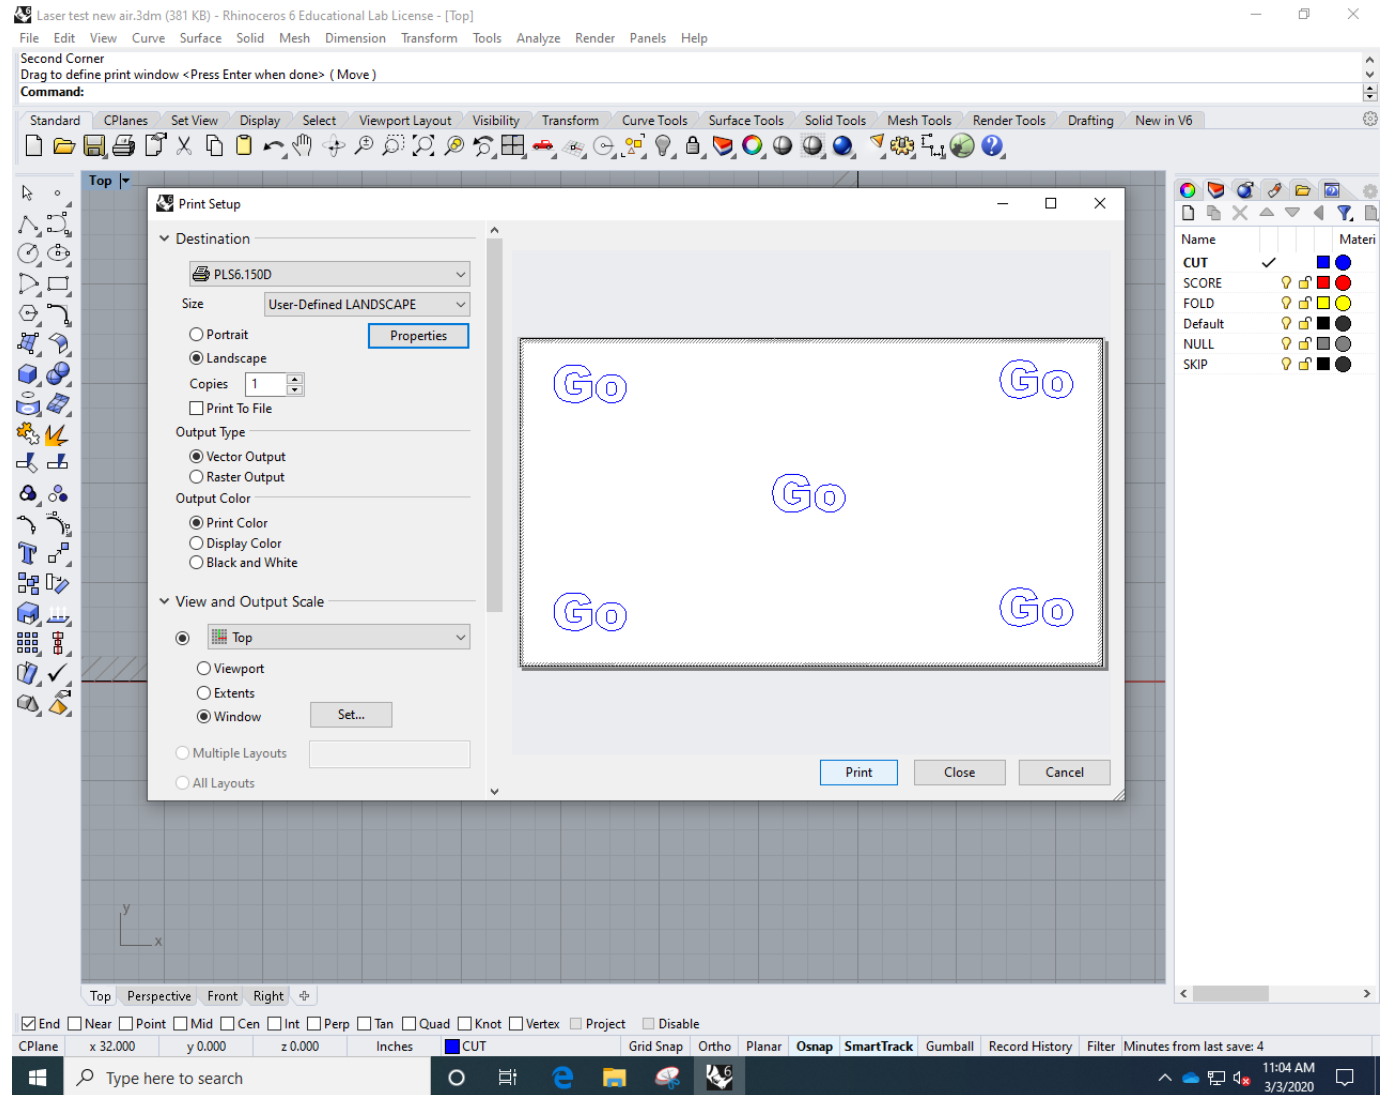 Laser test new air.3dm (381 KB) - Rhinoceros 6 Educational Lab License - [Top]
File Edit View Curve Surface Solid Mesh Dimension Transform Tools Analyze Render Panels Help
Second Corner
Drag to define print window <Press Enter when done> ( Move )
Command:
Standard CPlanes Set View Display Select Viewport Layout Visibility Transform Curve Tools Surface Tools Solid Tools Mesh Tools Render Tools Drafting New in V6
Top
Print Setup
Destination
PLS6.150D
Size User-Defined LANDSCAPE
Portrait Properties
Landscape
Copies 1
Print To File
Output Type
Vector Output
Raster Output
Output Color
Print Color
Display Color
Black and White
View and Output Scale
Top
Viewport
Extents
Window Set...
Multiple Layouts
All Layouts
Go Go
Go
Go Go
Print Close Cancel
Name Materi
CUT
SCORE
FOLD
Default
NULL
SKIP
y
x
Top Perspective Front Right
End Near Point Mid Cen Int Perp Tan Quad Knot Vertex Project Disable
CPlane x 32.000 y 0.000 z 0.000 Inches CUT Grid Snap Ortho Planar Osnap SmartTrack Gumball Record History Filter Minutes from last save: 4
Type here to search
6
11:04 AM
3/3/2020